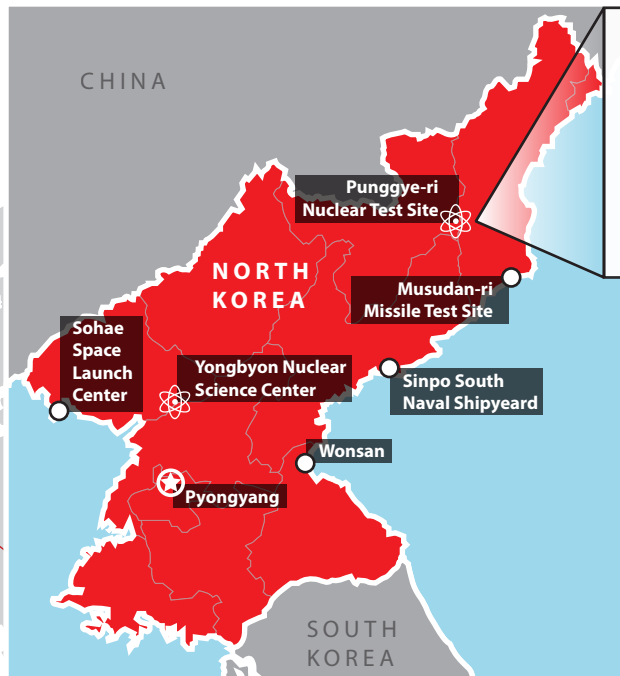 CHINA
Punggye-ri
Nuclear Test Site
NORTH
KOREA
Musudan-ri
Missile Test Site
Sohae
Space
Launch
Center
Yongbyon Nuclear
Science Center
Sinpo South
Naval Shipyeard
Wonsan
Pyongyang
SOUTH
KOREA